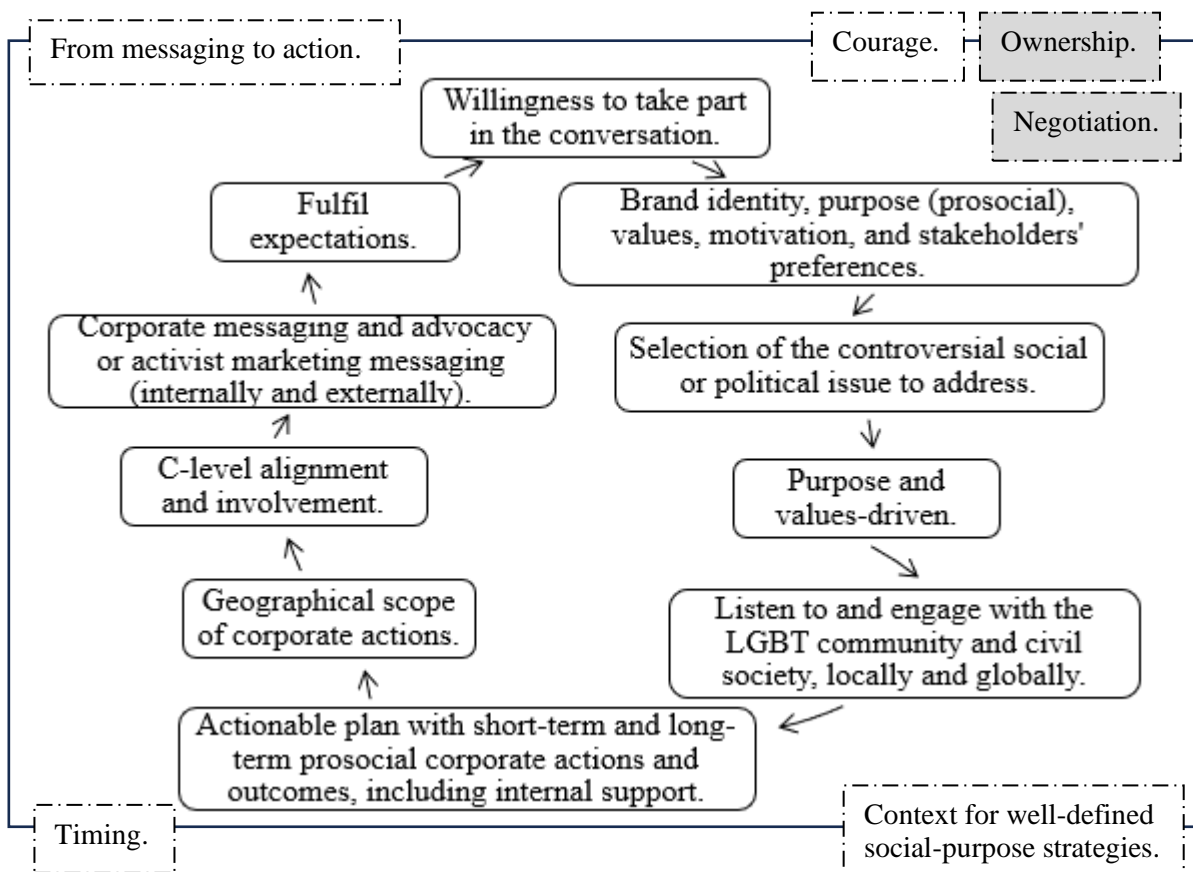 From messaging to action.
Courage.
Ownership.
Negotiation.
Willingness to take part
in the conversation.
Brand identity, purpose (prosocial),
values, motivation, and stakeholders'
preferences.
Selection of the controversial social
or political issue to address.
Purpose and
values-driven.
Listen to and engage with the
LGBT community and civil
society, locally and globally.
Actionable plan with short-term and long-
term prosocial corporate actions and
outcomes, including internal support.
Geographical scope
of corporate actions.
C-level alignment
and involvement.
Corporate messaging and advocacy
or activist marketing messaging
(internally and externally).
Fulfil
expectations.
Timing.
Context for well-defined
social-purpose strategies.